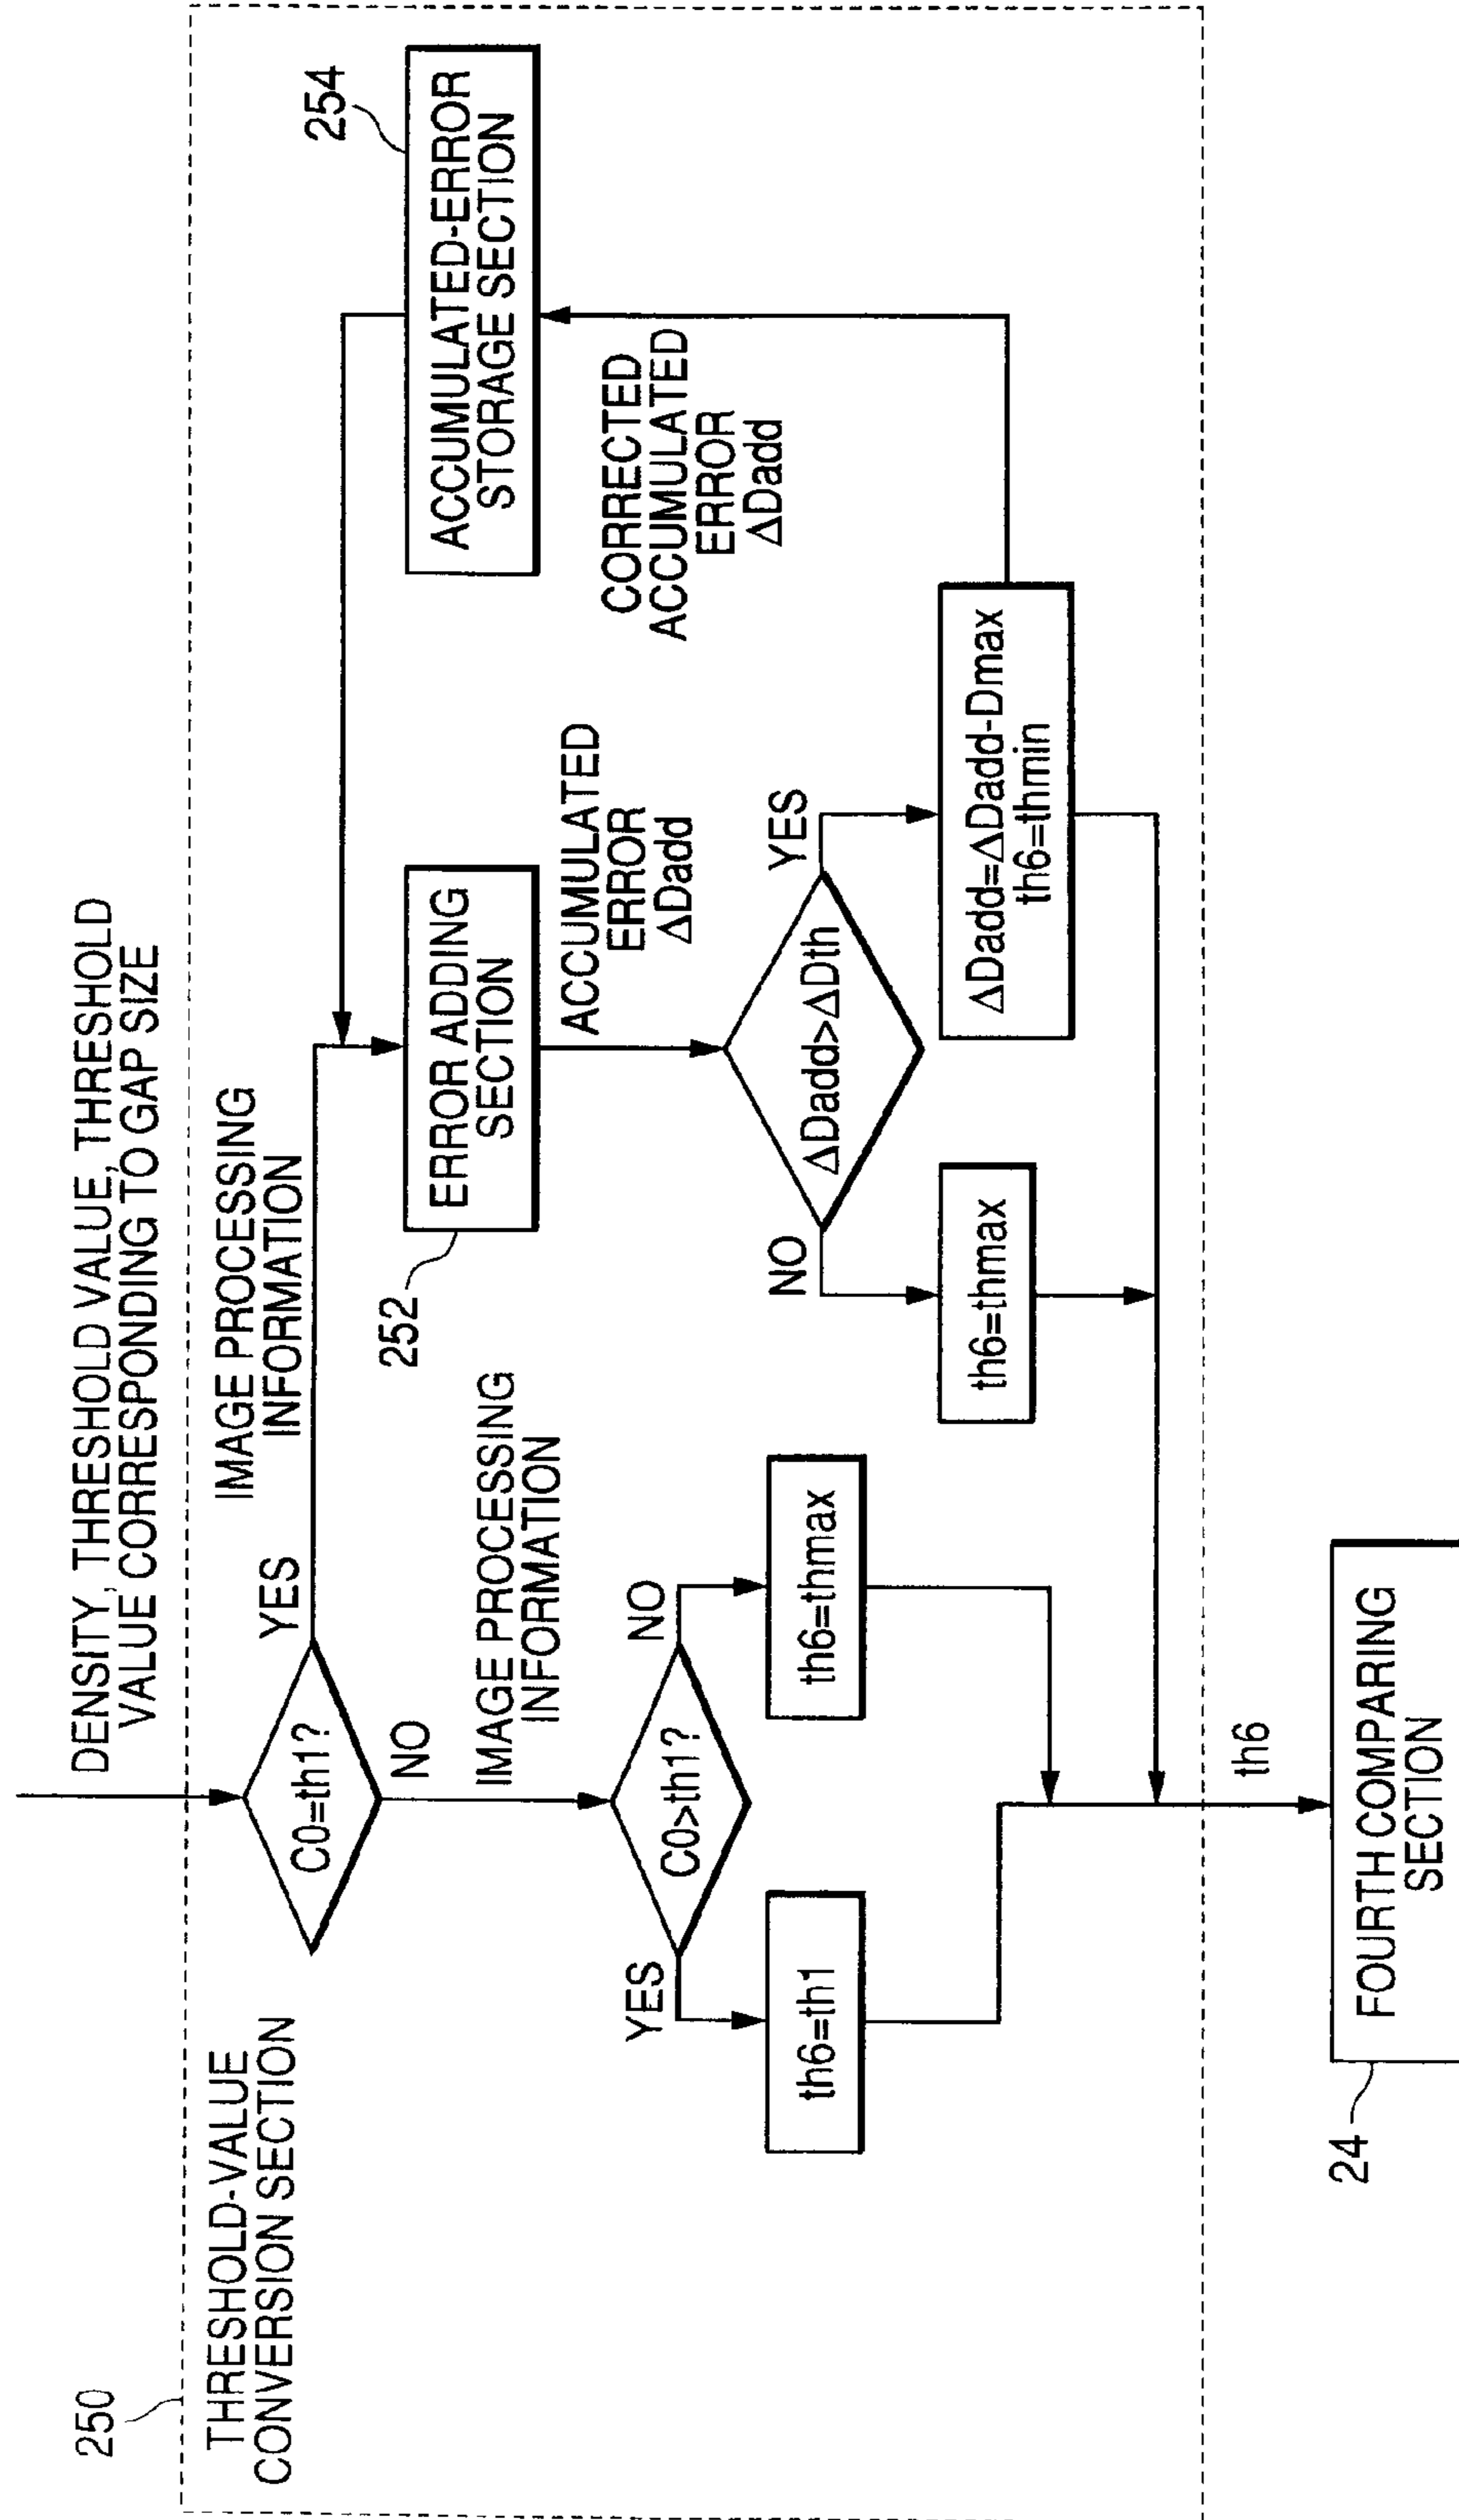 DENSITY, THRESHOLD VALUE, THRESHOLD
VALUE CORRESPONDING TO GAP SIZE
250
THRESHOLD-VALUE
CONVERSION SECTION
C0=th1?
YES
IMAGE PROCESSING
INFORMATION
NO
IMAGE PROCESSING
INFORMATION
254
ACCUMULATED-ERROR
STORAGE SECTION
252
ERROR ADDING
SECTION
ACCUMULATED
ERROR
ΔDadd
CORRECTED
ACCUMULATED
ERROR
ΔDadd
YES
C0>th1?
NO
NO
ΔDadd>ΔDth
YES
th6=th1
th6=thmax
th6=thmax
ΔDadd=ΔDadd-Dmax
th6=thmin
th6
24
FOURTH COMPARING
SECTION